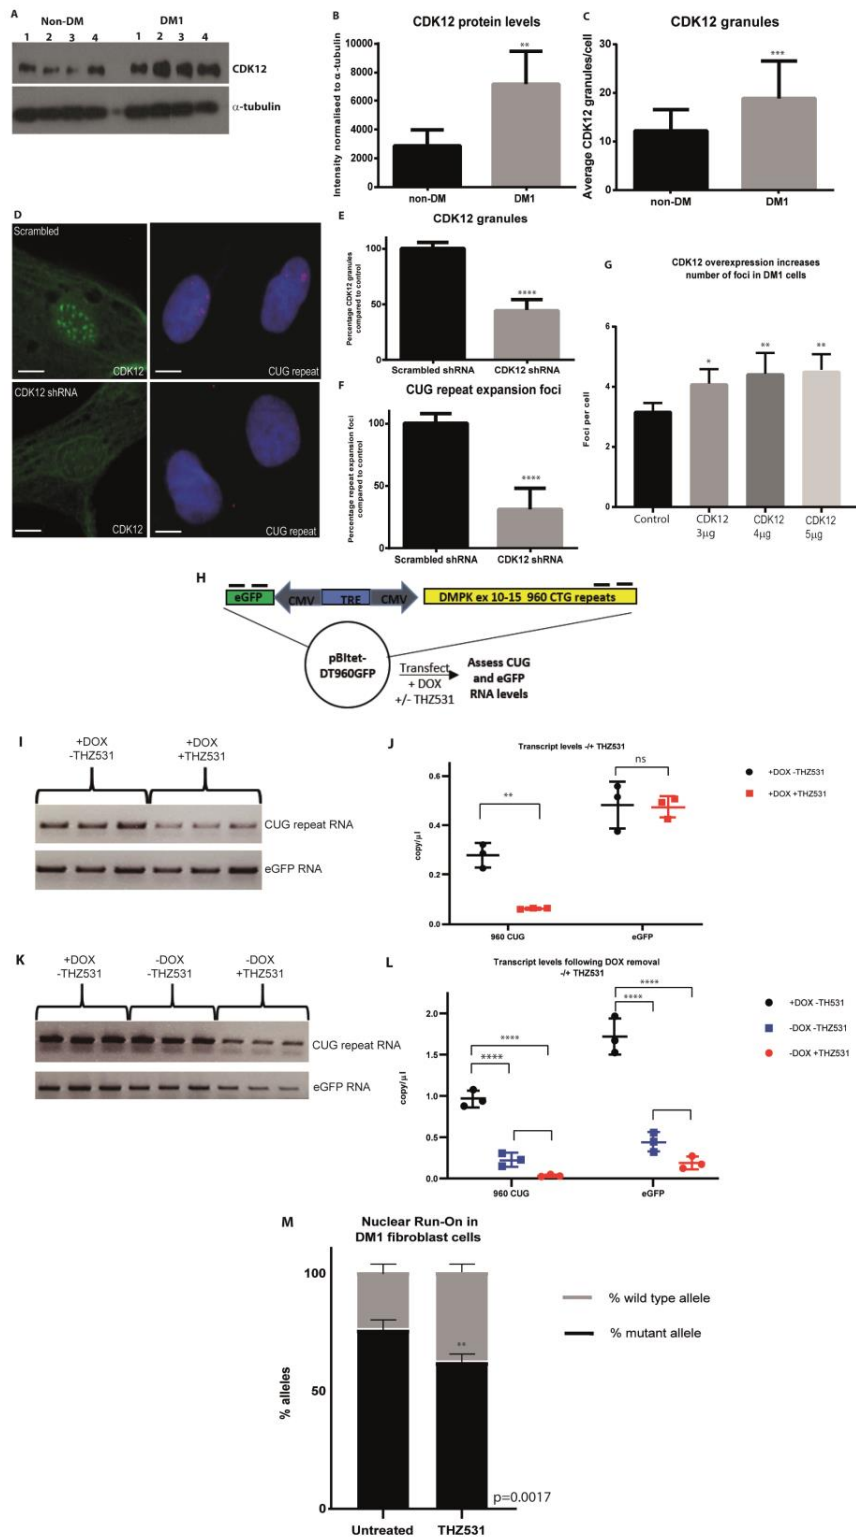 A
Non-DM
DM1
1 2 3 4 1 2 3 4
CDK12
α-tubulin
B
CDK12 protein levels
Intensity normalised to α-tubulin
10000
8000
6000
4000
2000
0
**
non-DM
DM1
C
CDK12 granules
Average CDK12 granules/cell
30
20
10
0
***
non-DM
DM1
D
Scrambled
CDK12
CUG repeat
CDK12 shRNA
CDK12
CUG repeat
E
CDK12 granules
Percentage CDK12 granules
compared to control
100
50
0
****
Scrambled shRNA
CDK12 shRNA
F
CUG repeat expansion foci
Percentage repeat expansion foci
compared to control
100
50
0
****
Scrambled shRNA
CDK12 shRNA
G
CDK12 overexpression increases
number of foci in DM1 cells
Foci per cell
6
4
2
0
*
**
**
Control
CDK12
3µg
CDK12
4µg
CDK12
5µg
H
eGFP
CMV
TRE
CMV
DMPK ex 10-15 960 CTG repeats
pBItet-
DT960GFP
Transfect
+ DOX
+/- THZ531
Assess CUG
and eGFP
RNA levels
I
+DOX
-THZ531
+DOX
+THZ531
CUG repeat RNA
eGFP RNA
J
Transcript levels -/+ THZ531
copy/µl
0.6
0.4
0.2
0.0
**
ns
960 CUG
eGFP
+DOX -THZ531
+DOX +THZ531
K
+DOX
-THZ531
-DOX
-THZ531
-DOX
+THZ531
CUG repeat RNA
eGFP RNA
L
Transcript levels following DOX removal
-/+ THZ531
copy/µl
2.0
1.5
1.0
0.5
0.0
****
****
****
****
960 CUG
eGFP
+DOX -TH531
-DOX -THZ531
-DOX +THZ531
M
Nuclear Run-On in
DM1 fibroblast cells
% alleles
100
50
0
**
Untreated
THZ531
p=0.0017
% wild type allele
% mutant allele